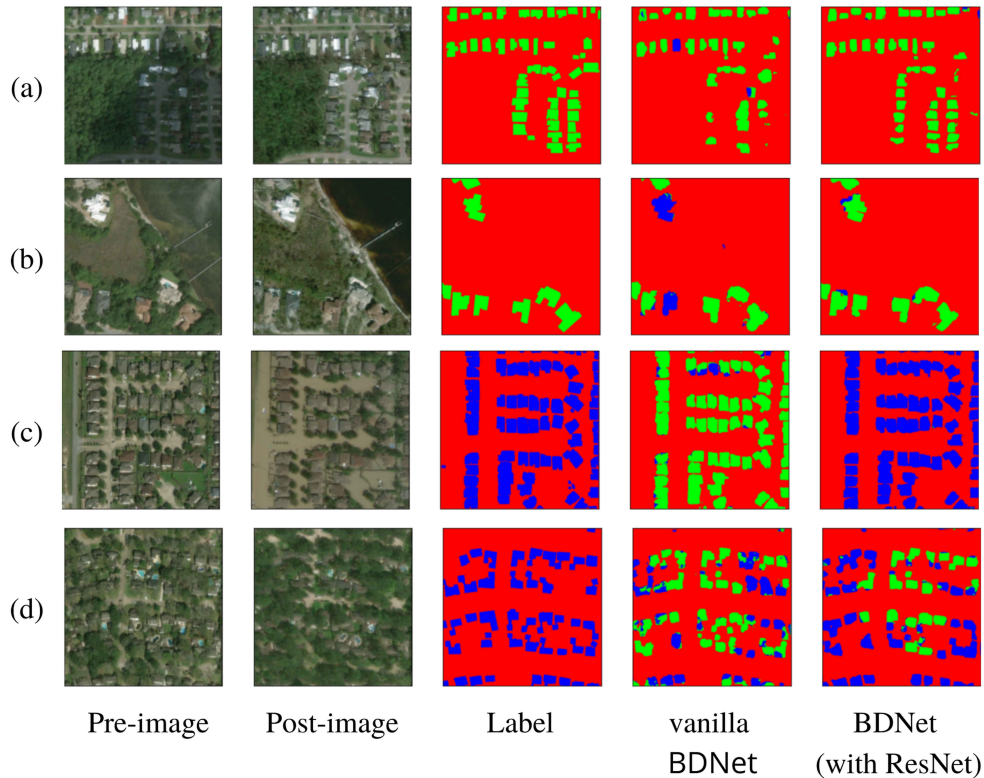 (a)
(b)
(c)
(d)
Pre-image Post-image Label vanilla BDNet
BDNet (with ResNet)